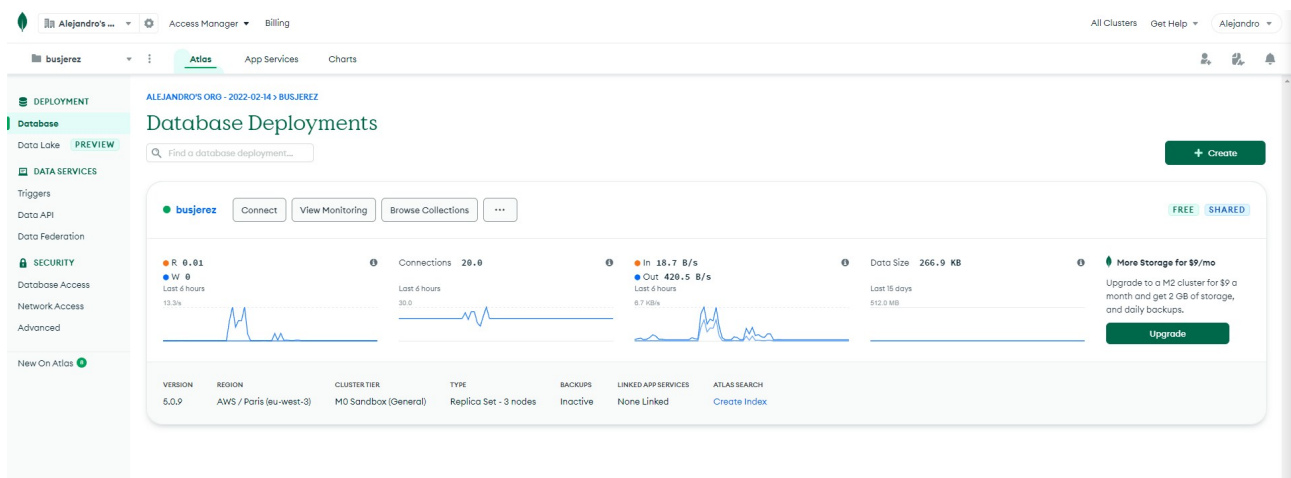 Alejandro's ...
Access Manager
Billing
All Clusters
Get Help
Alejandro
busjerez
Atlas
App Services
Charts
DEPLOYMENT
Database
Data Lake PREVIEW
DATA SERVICES
Triggers
Data API
Data Federation
SECURITY
Database Access
Network Access
Advanced
New On Atlas
ALEJANDRO'S ORG - 2022-02-14 > BUSJEREZ
Database Deployments
Find a database deployment...
+ Create
busjerez
Connect
View Monitoring
Browse Collections
...
FREE
SHARED
R 0.01
W 0
Last 6 hours
13.3/s
Connections 20.0
Last 6 hours
30.0
In 18.7 B/s
Out 420.5 B/s
Last 6 hours
6.7 KB/s
Data Size 266.9 KB
Last 15 days
512.0 MB
More Storage for $9/mo
Upgrade to a M2 cluster for $9 a
month and get 2 GB of storage,
and daily backups.
Upgrade
VERSION
5.0.9
REGION
AWS / Paris (eu-west-3)
CLUSTER TIER
M0 Sandbox (General)
TYPE
Replica Set - 3 nodes
BACKUPS
Inactive
LINKED APP SERVICES
None Linked
ATLAS SEARCH
Create Index